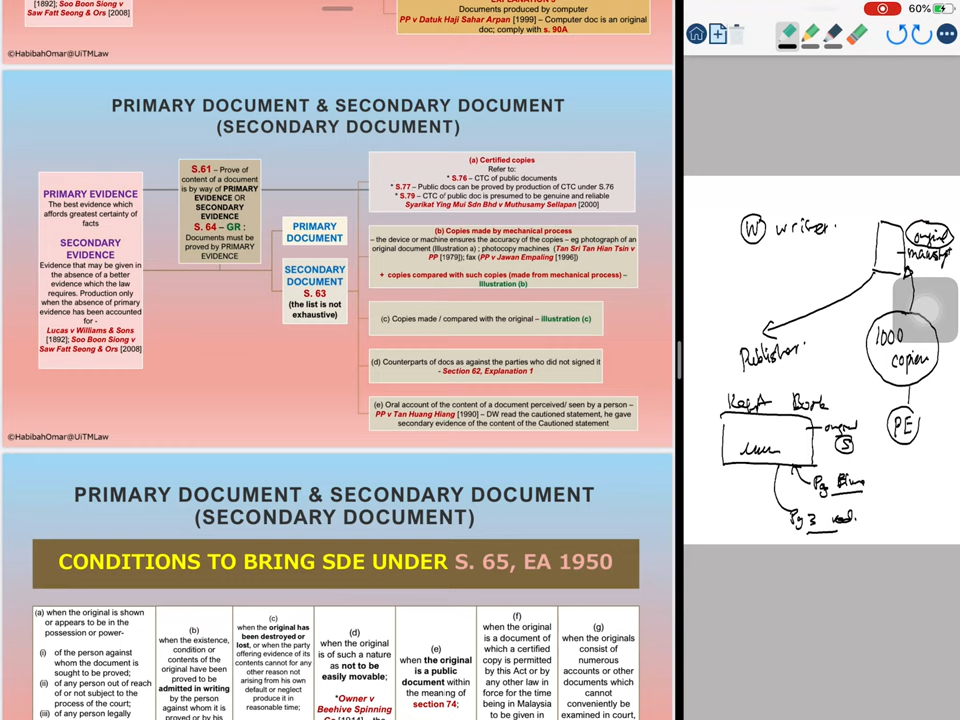 [1892]; Soo Boon Siong v
Saw Fatt Seong & Ors [2008]
Documents produced by computer
PP v Datuk Haji Sahar Arpan [1999] – Computer doc is an original
doc; comply with s. 90A
©HabibahOmar@UiTMLaw
PRIMARY DOCUMENT & SECONDARY DOCUMENT
(SECONDARY DOCUMENT)
PRIMARY EVIDENCE
The best evidence which
affords greatest certainty of
facts
SECONDARY
EVIDENCE
Evidence that may be given in
the absence of a better
evidence which the law
requires. Production only
when the absence of primary
evidence has been accounted
for -
Lucas v Williams & Sons
[1892]; Soo Boon Siong v
Saw Fatt Seong & Ors [2008]
S.61 – Prove of
content of a document
is by way of PRIMARY
EVIDENCE OR
SECONDARY
EVIDENCE
S. 64 – GR :
Documents must be
proved by PRIMARY
EVIDENCE
PRIMARY
DOCUMENT
SECONDARY
DOCUMENT
S. 63
(the list is not
exhaustive)
(a) Certified copies
Refer to:
* S.76 – CTC of public documents
* S.77 – Public docs can be proved by production of CTC under S.76
* S.79 – CTC of public doc is presumed to be genuine and reliable
Syarikat Ying Mui Sdn Bhd v Muthusamy Sellapan [2000]
(b) Copies made by mechanical process
– the device or machine ensures the accuracy of the copies – eg photograph of an
original document (Illustration a) ; photocopy machines (Tan Sri Tan Hian Tsin v
PP [1979]); fax (PP v Jawan Empaling [1996])
+ copies compared with such copies (made from mechanical process) –
Illustration (b)
(c) Copies made / compared with the original – illustration (c)
(d) Counterparts of docs as against the parties who did not signed it
- Section 62, Explanation 1
(e) Oral account of the content of a document perceived/ seen by a person –
PP v Tan Huang Hiang [1990] – DW read the cautioned statement, he gave
secondary evidence of the content of the Cautioned statement
©HabibahOmar@UiTMLaw
PRIMARY DOCUMENT & SECONDARY DOCUMENT
(SECONDARY DOCUMENT)
CONDITIONS TO BRING SDE UNDER S. 65, EA 1950
(a) when the original is shown
or appears to be in the
possession or power-
(i) of the person against
whom the document is
sought to be proved;
(ii) of any person out of reach
of or not subject to the
process of the court;
(iii) of any person legally
(b)
when the existence,
condition or
contents of the
original have been
proved to be
admitted in writing
by the person
against whom it is
proved or by his
(c)
when the original has
been destroyed or
lost, or when the party
offering evidence of its
contents cannot for any
other reason not
arising from his own
default or neglect
produce it in
reasonable time;
(d)
when the original
is of such a nature
as not to be
easily movable;
*Owner v
Beehive Spinning
(e)
when the original
is a public
document within
the meaning of
section 74;
(f)
when the original
is a document of
which a certified
copy is permitted
by this Act or by
any other law in
force for the time
being in Malaysia
to be given in
(g)
when the originals
consist of
numerous
accounts or other
documents which
cannot
conveniently be
examined in court,
60%
W writer.
original
Publisher.
1000
copies
PE
Book
original
S
Pg
Pg 3